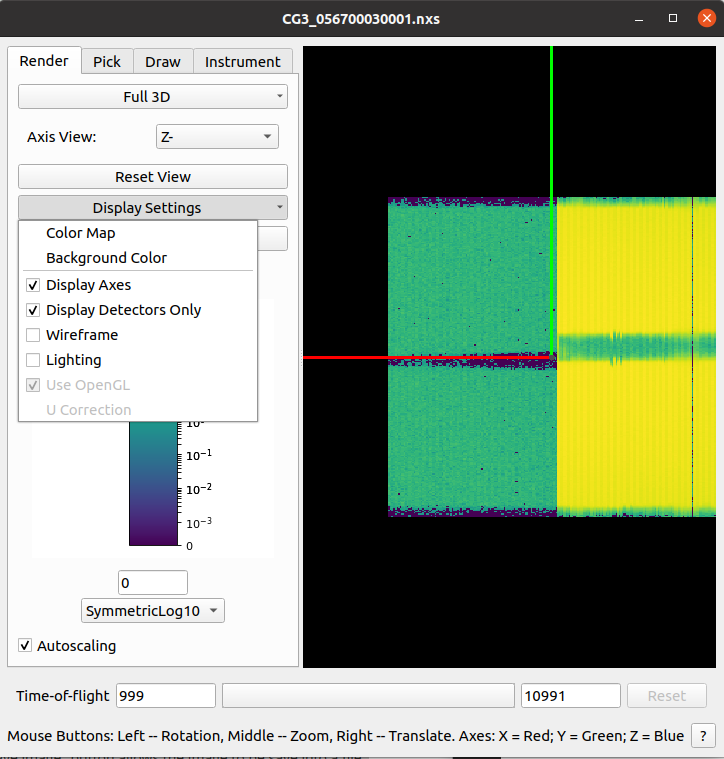 CG3_056700030001.nxs
Render Pick Draw Instrument
Full 3D
Axis View: Z-
Reset View
Display Settings
Color Map
Background Color
Display Axes
Display Detectors Only
Wireframe
Lighting
Use OpenGL
U Correction
10⁻¹
10⁻²
10⁻³
0
0
SymmetricLog10
Autoscaling
Time-of-flight 999 10991 Reset
Mouse Buttons: Left -- Rotation, Middle -- Zoom, Right -- Translate. Axes: X = Red; Y = Green; Z = Blue ?